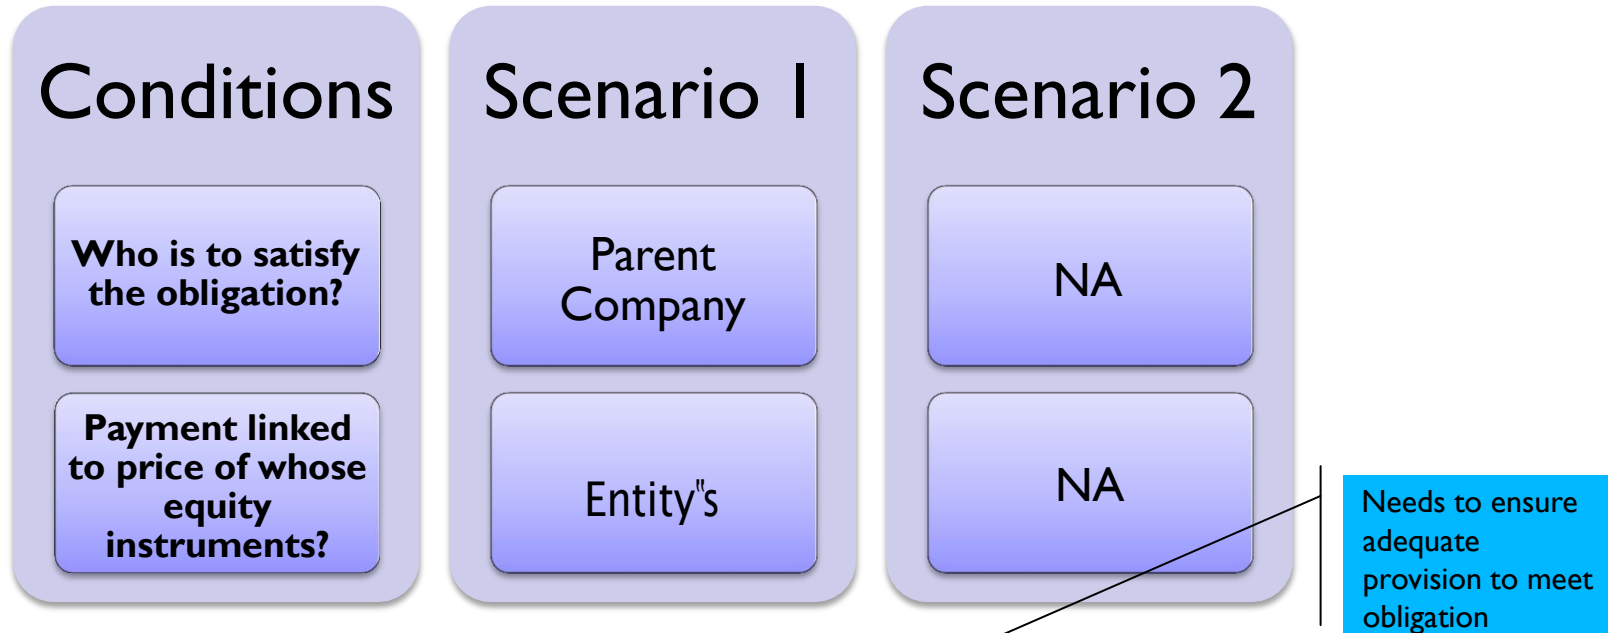 Conditions
Who is to satisfy
the obligation?
Payment linked
to price of whose
equity
instruments?
Scenario 1
Parent
Company
Entity"s
Scenario 2
NA
NA
Needs to ensure
adequate
provision to meet
obligation